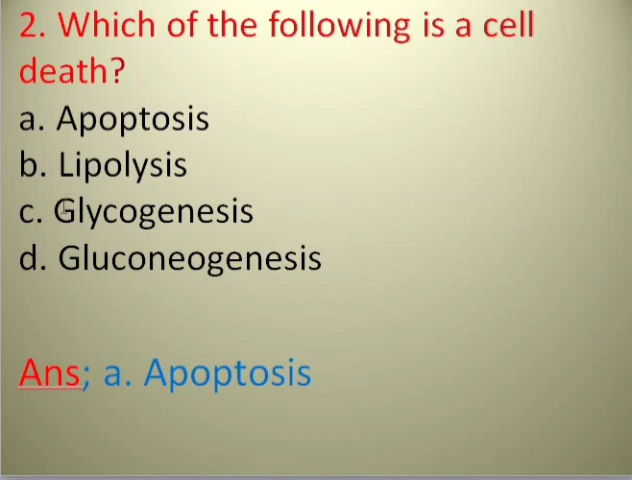 2. Which of the following is a cell
death?
a. Apoptosis
b. Lipolysis
c. Glycogenesis
d. Gluconeogenesis
Ans; a. Apoptosis